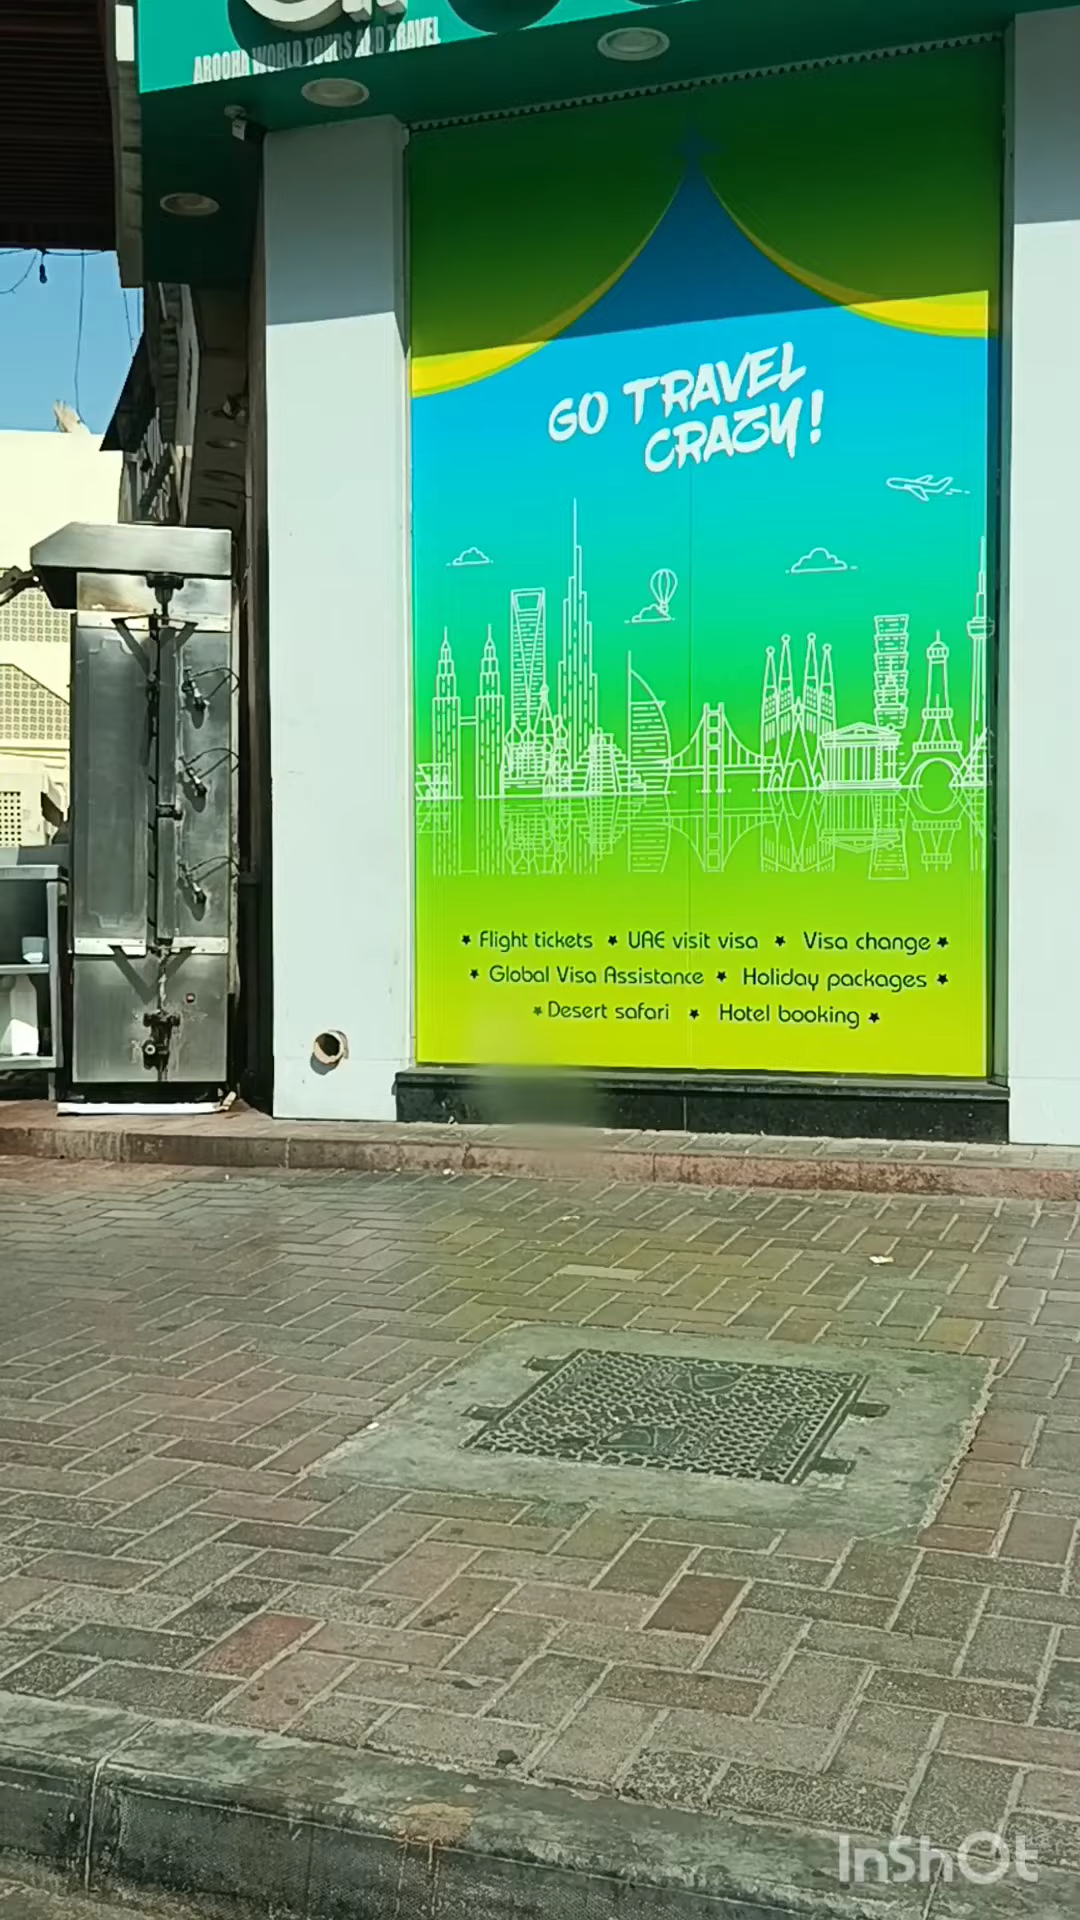 AROOHA WORLD TOURS AND TRAVEL
GO TRAVEL
CRAZY!
★ Flight tickets ★ UAE visit visa ★ Visa change ★
★ Global Visa Assistance ★ Holiday packages ★
★ Desert safari ★ Hotel booking ★
InShOt